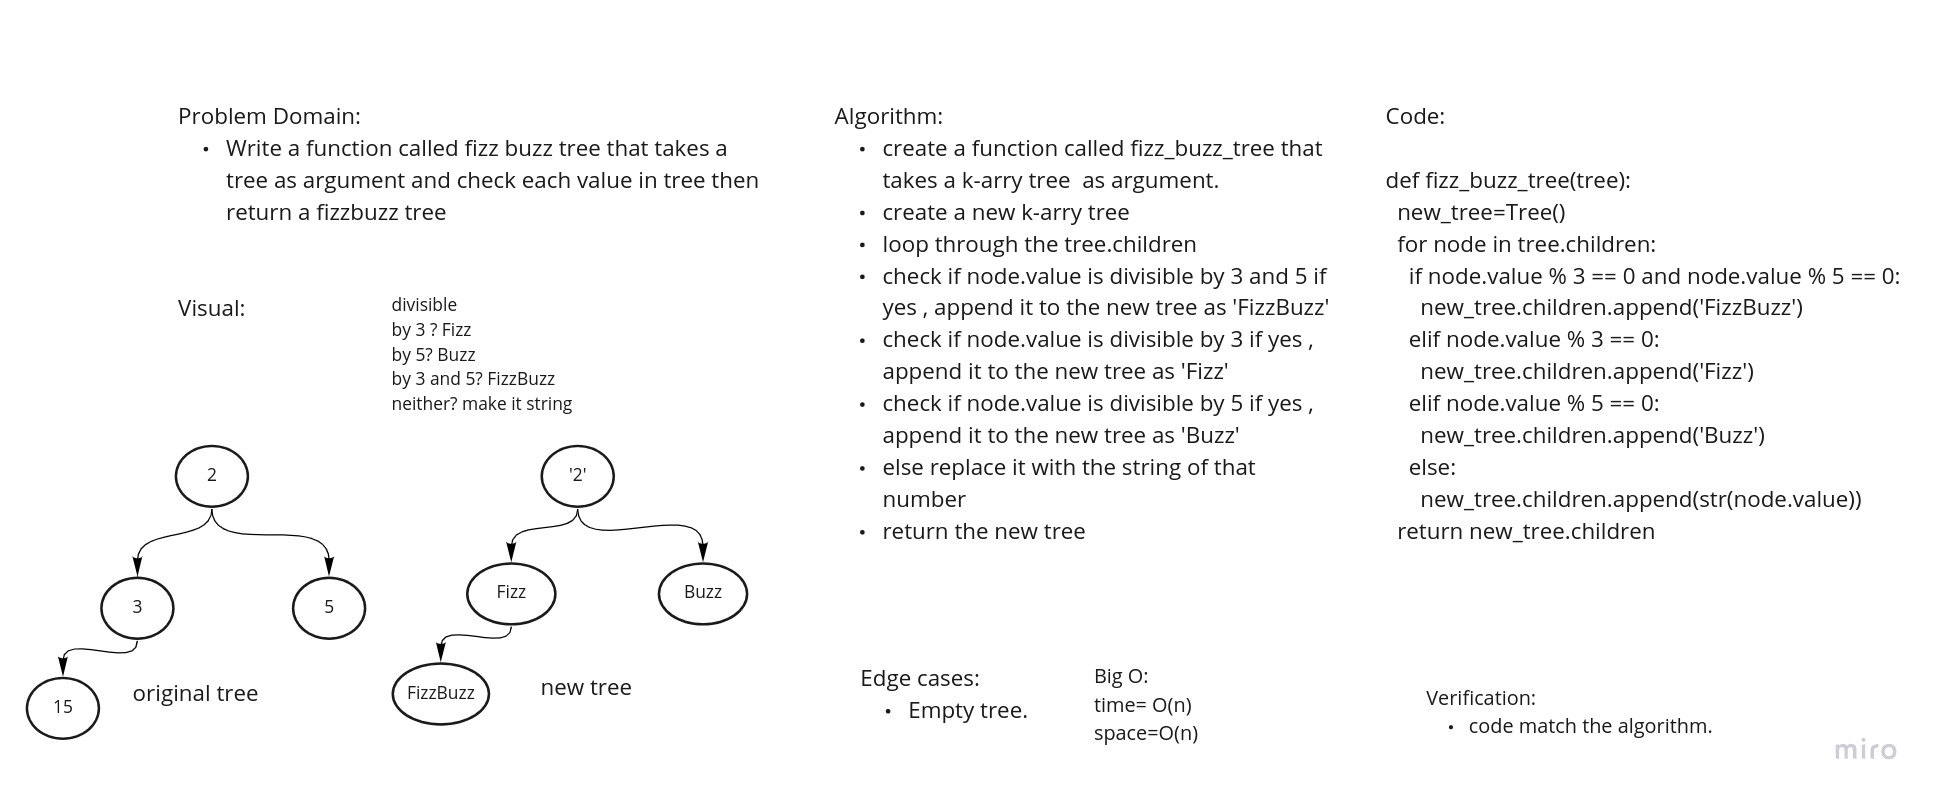 Problem Domain:
• Write a function called fizz buzz tree that takes a
tree as argument and check each value in tree then
return a fizzbuzz tree
Visual:
divisible
by 3 ? Fizz
by 5? Buzz
by 3 and 5? FizzBuzz
neither? make it string
2
3
5
15
original tree
'2'
Fizz
Buzz
FizzBuzz
new tree
Algorithm:
• create a function called fizz_buzz_tree that
takes a k-arry tree  as argument.
• create a new k-arry tree
• loop through the tree.children
• check if node.value is divisible by 3 and 5 if
yes , append it to the new tree as 'FizzBuzz'
• check if node.value is divisible by 3 if yes ,
append it to the new tree as 'Fizz'
• check if node.value is divisible by 5 if yes ,
append it to the new tree as 'Buzz'
• else replace it with the string of that
number
• return the new tree
Code:
def fizz_buzz_tree(tree):
  new_tree=Tree()
  for node in tree.children:
    if node.value % 3 == 0 and node.value % 5 == 0:
      new_tree.children.append('FizzBuzz')
    elif node.value % 3 == 0:
      new_tree.children.append('Fizz')
    elif node.value % 5 == 0:
      new_tree.children.append('Buzz')
    else:
      new_tree.children.append(str(node.value))
  return new_tree.children
Edge cases:
• Empty tree.
Big O:
time= O(n)
space=O(n)
Verification:
• code match the algorithm.
miro